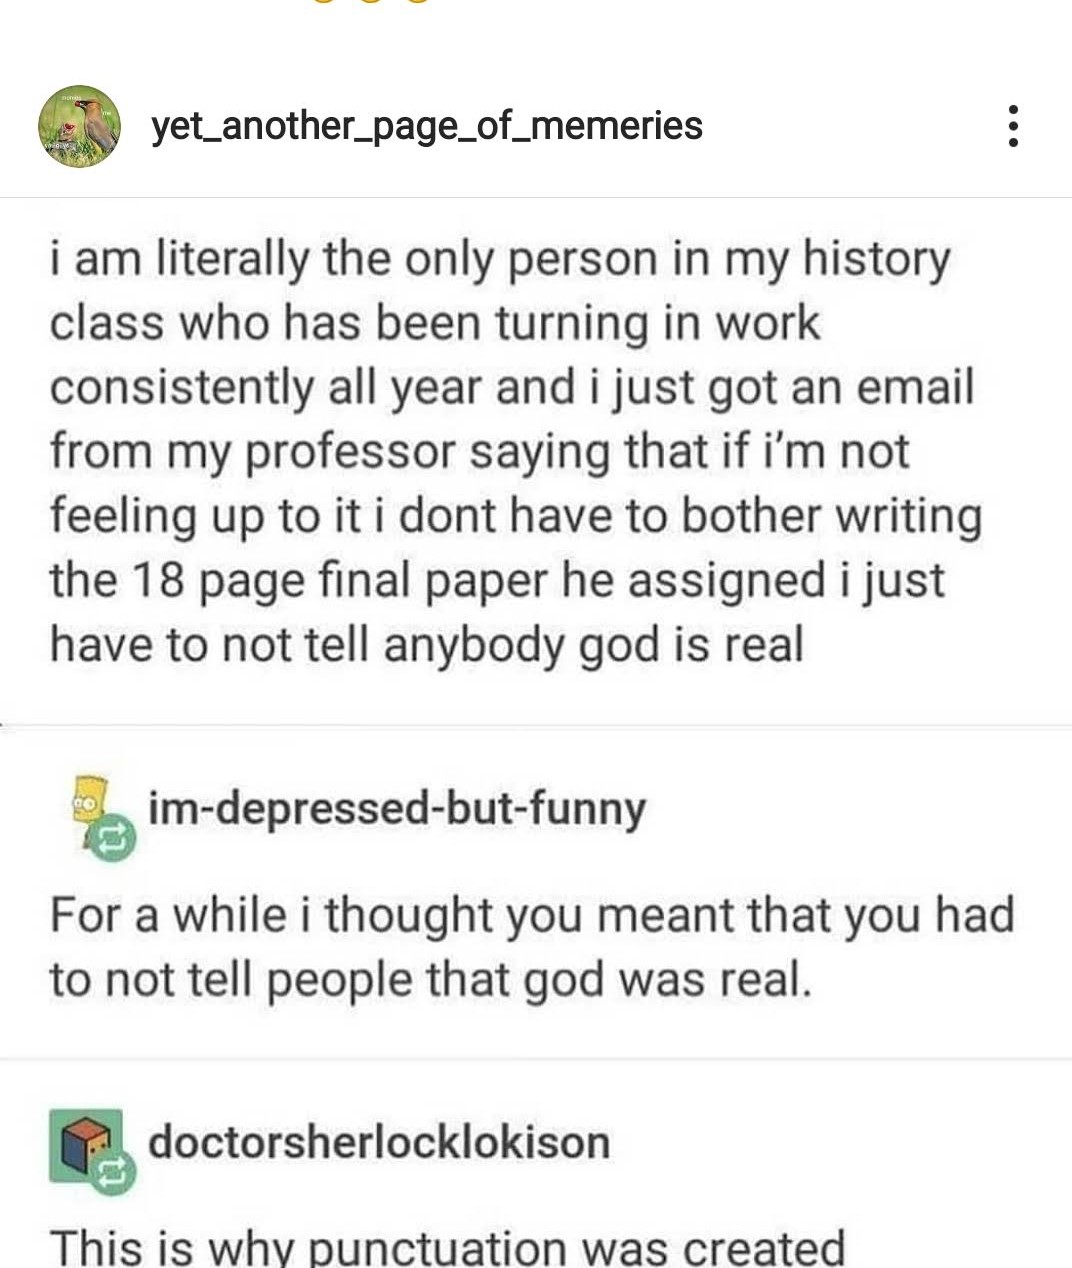 yet_another_page_of_memeries
i am literally the only person in my history
class who has been turning in work
consistently all year and i just got an email
from my professor saying that if i'm not
feeling up to it i dont have to bother writing
the 18 page final paper he assigned i just
have to not tell anybody god is real
im-depressed-but-funny
For a while i thought you meant that you had
to not tell people that god was real.
doctorsherlocklokison
This is why punctuation was created